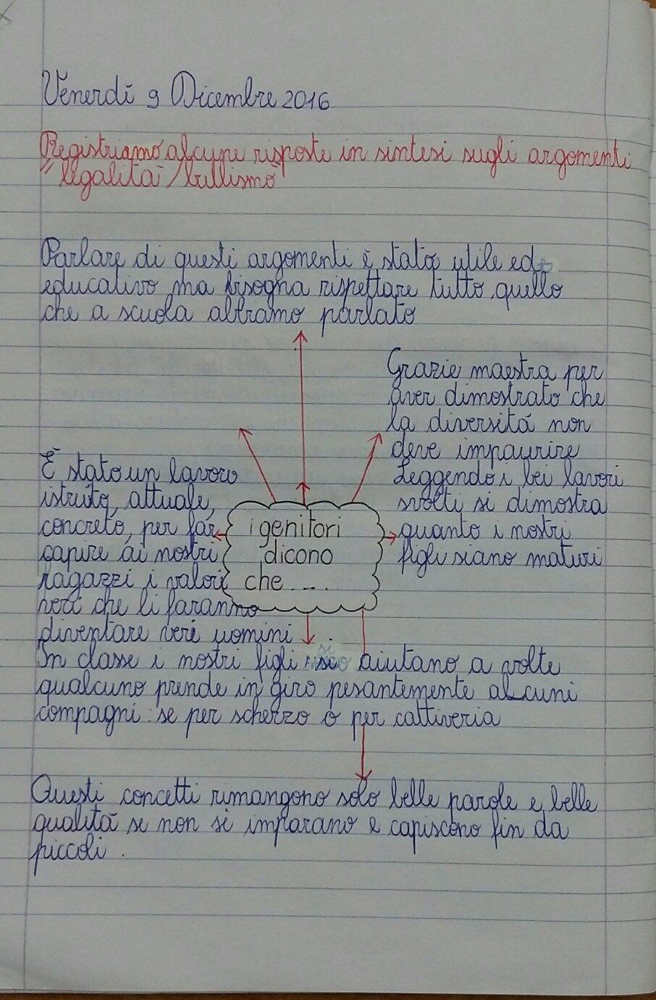 Venerdì 9 Dicembre 2016
Registriamo alcune risposte in sintesi sugli argomenti
"legalità/bullismo"
Parlare di questi argomenti è stato utile ed
educativo ma bisogna rispettare tutto quello
che a scuola abbiamo parlato
Grazie maestra per
aver dimostrato che
la diversità non
deve impaurire
Leggendo i bei lavori
svolti si dimostra
quanto i nostri
figli siano maturi
È stato un lavoro
istruito, attuale,
concreto, per far
capire ai nostri
ragazzi i valori
veri che li faranno
diventare veri uomini
i genitori
dicono
che ....
In classe i nostri figli si aiutano a volte
qualcuno prende in giro pesantemente alcuni
compagni: se per scherzo o per cattiveria
Questi concetti rimangono solo belle parole e belle
qualità se non si imparano e capiscono fin da
piccoli.